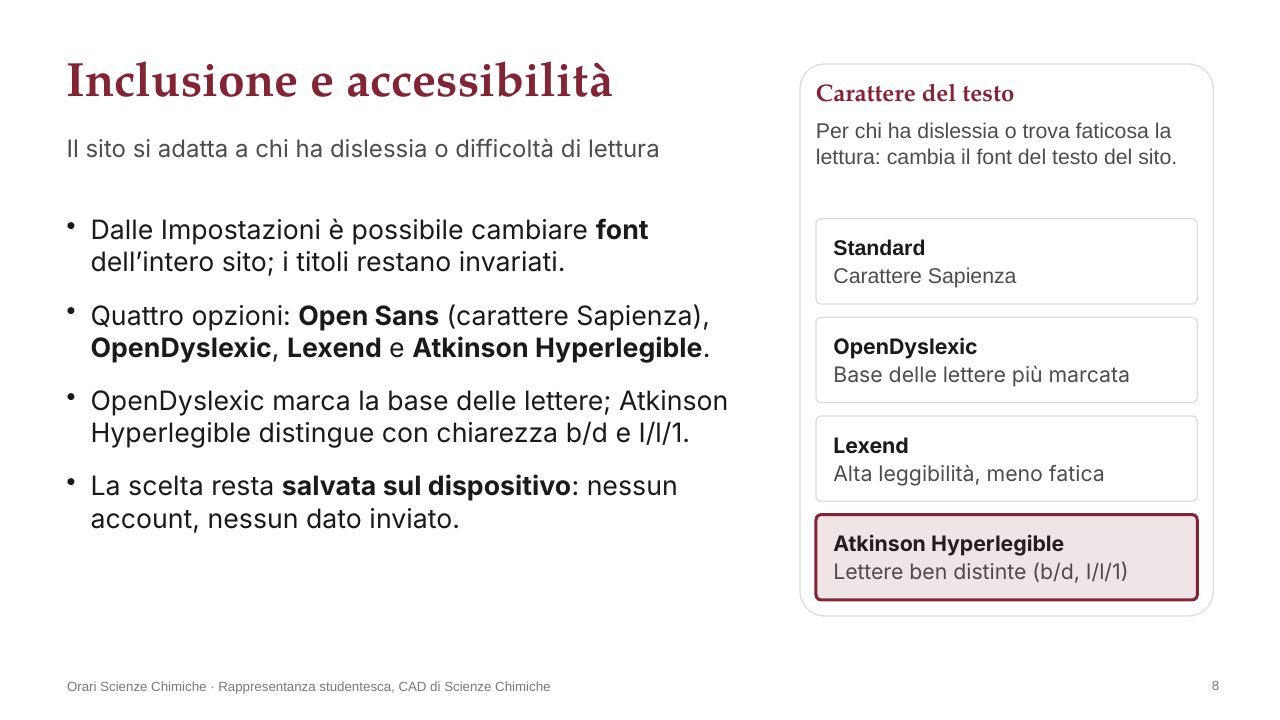 Inclusione e accessibilità
Il sito si adatta a chi ha dislessia o difficoltà di lettura
• Dalle Impostazioni è possibile cambiare font
dell’intero sito; i titoli restano invariati.
• Quattro opzioni: Open Sans (carattere Sapienza),
OpenDyslexic, Lexend e Atkinson Hyperlegible.
• OpenDyslexic marca la base delle lettere; Atkinson
Hyperlegible distingue con chiarezza b/d e I/l/1.
• La scelta resta salvata sul dispositivo: nessun
account, nessun dato inviato.
Carattere del testo
Per chi ha dislessia o trova faticosa la
lettura: cambia il font del testo del sito.
Standard
Carattere Sapienza
OpenDyslexic
Base delle lettere più marcata
Lexend
Alta leggibilità, meno fatica
Atkinson Hyperlegible
Lettere ben distinte (b/d, I/l/1)
Orari Scienze Chimiche · Rappresentanza studentesca, CAD di Scienze Chimiche
8